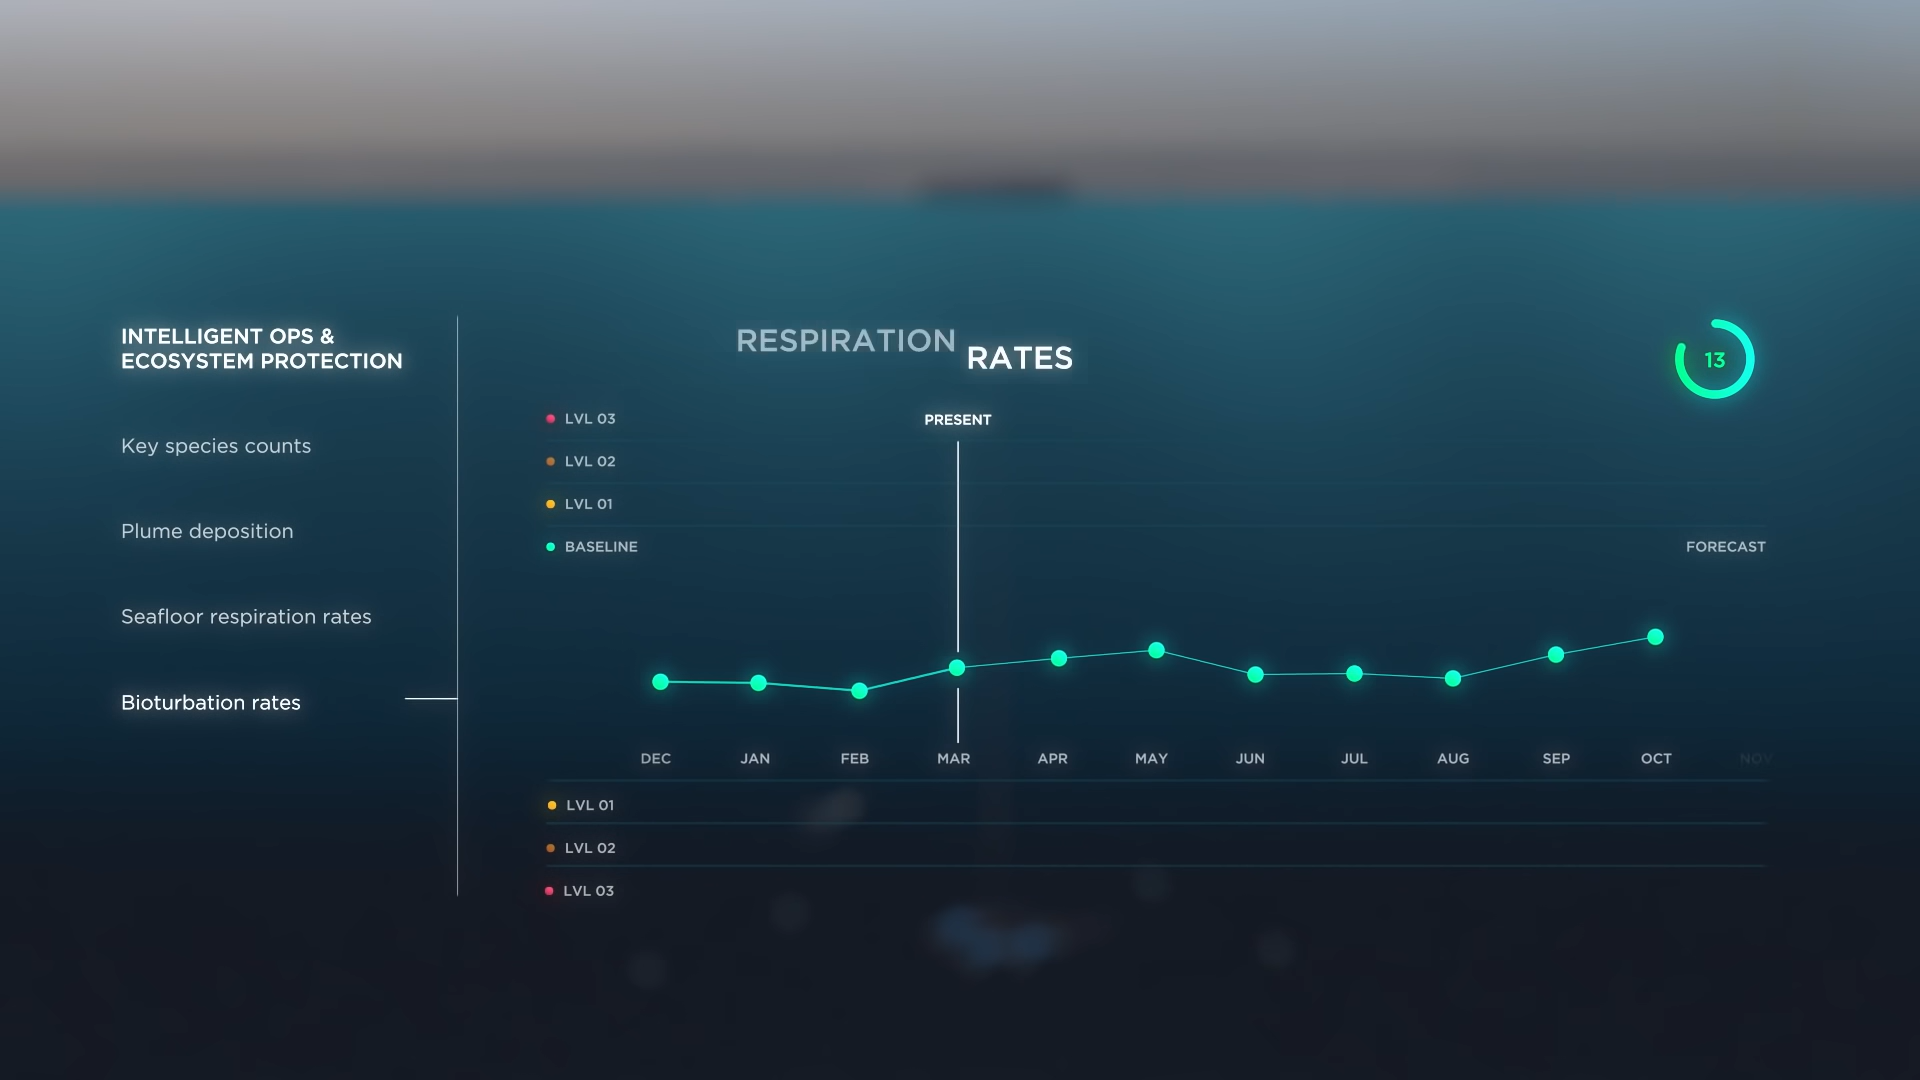 INTELLIGENT OPS &
ECOSYSTEM PROTECTION
Key species counts
Plume deposition
Seafloor respiration rates
Bioturbation rates
RESPIRATION RATES
13
LVL 03
PRESENT
LVL 02
LVL 01
BASELINE
FORECAST
DEC JAN FEB MAR APR MAY JUN JUL AUG SEP OCT NOV
LVL 01
LVL 02
LVL 03